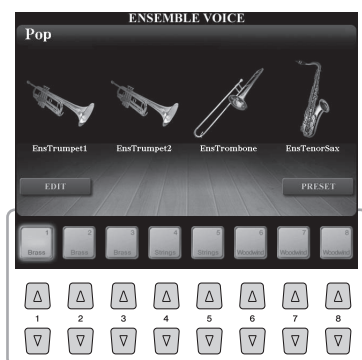 ENSEMBLE VOICE
Pop
EnsTrumpet1 EnsTrumpet2 EnsTrombone EnsTenorSax
EDIT PRESET
1 2 3 4 5 6 7 8
Brass Brass Brass Strings Strings Woodwind Woodwind Woodwind
1 2 3 4 5 6 7 8